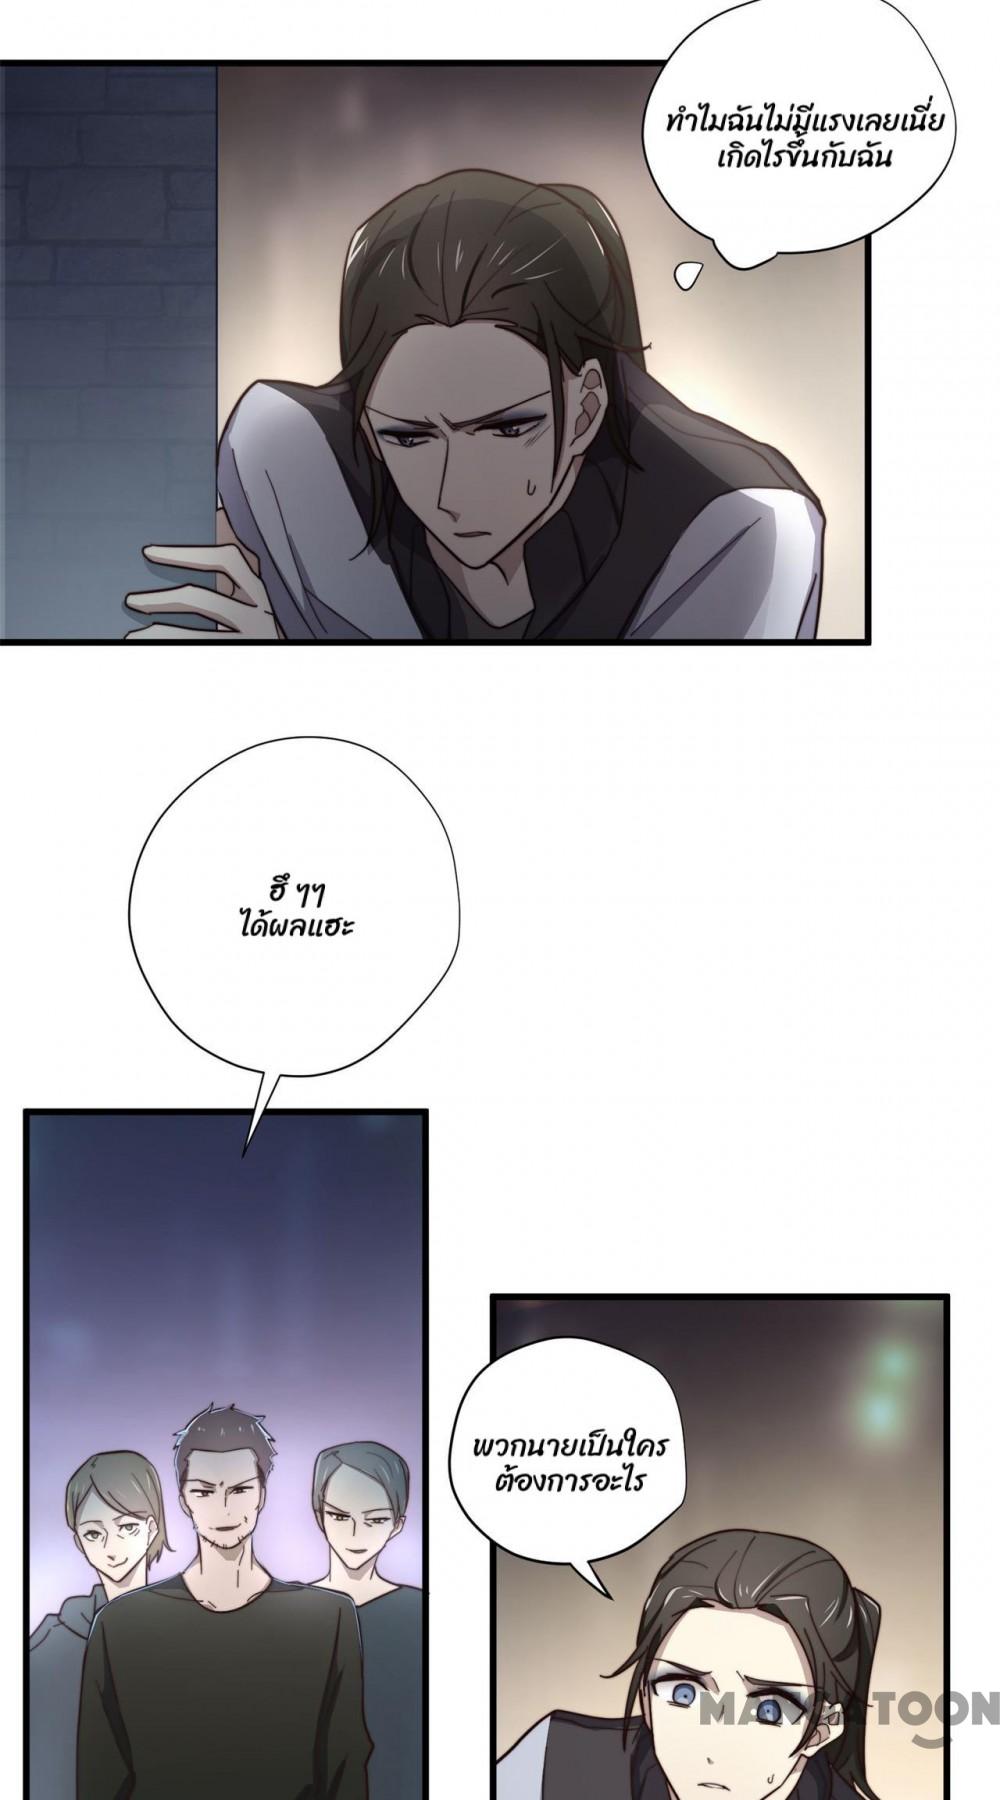 ทำไมฉันไม่มีแรงเลยเนี่ย
เกิดไรขึ้นกับฉัน
ฮึ ๆๆ
ได้ผลแฮะ
พวกนายเป็นใคร
ต้องการอะไร
MANGATOON